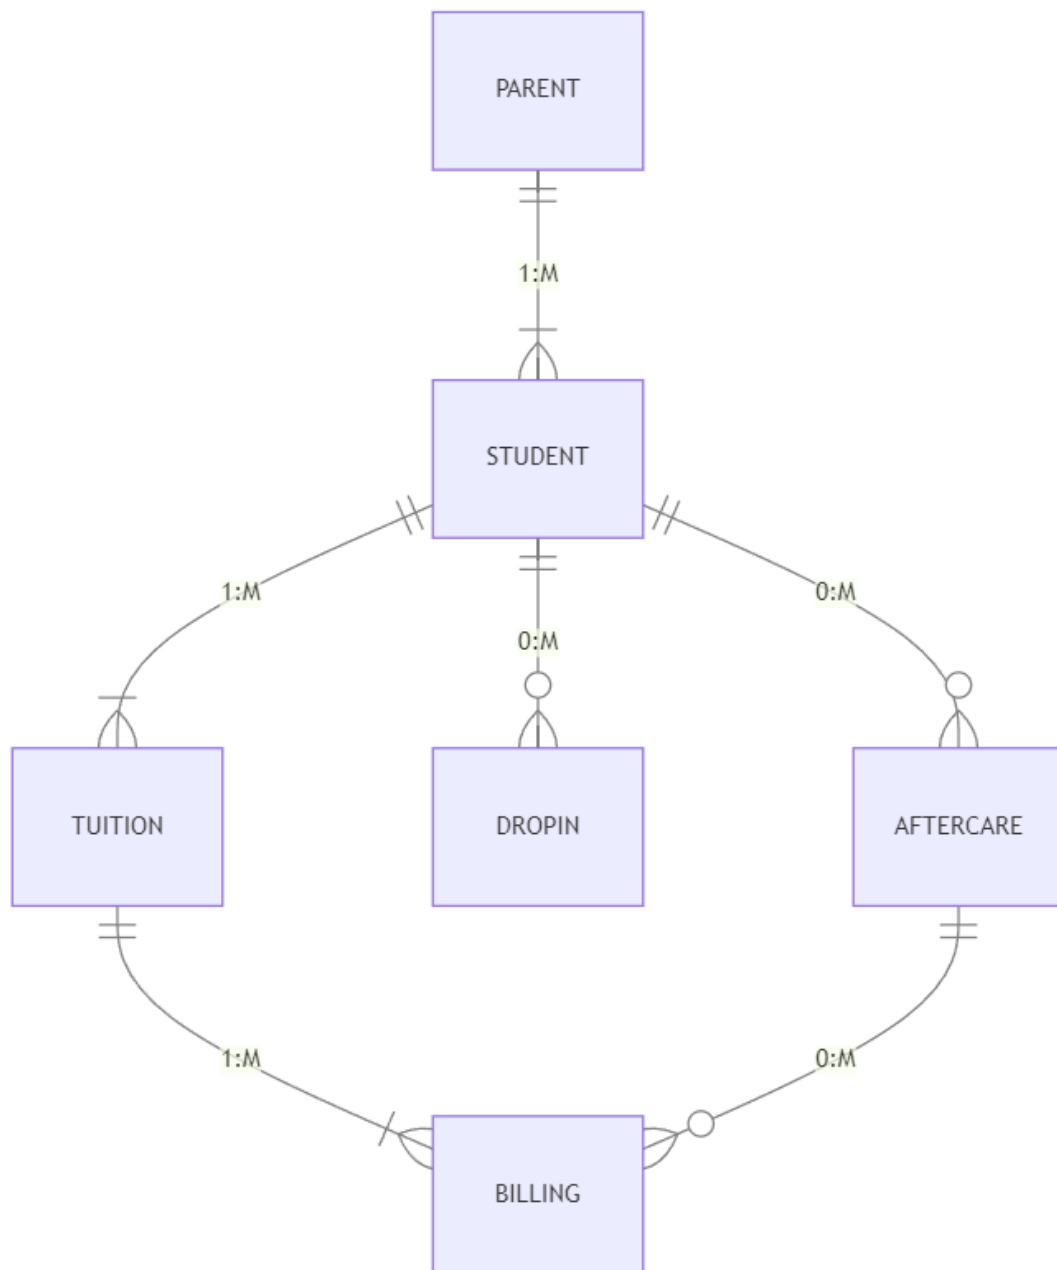 PARENT
1:M
STUDENT
1:M
0:M
0:M
TUITION
DROPIN
AFTERCARE
1:M
0:M
BILLING